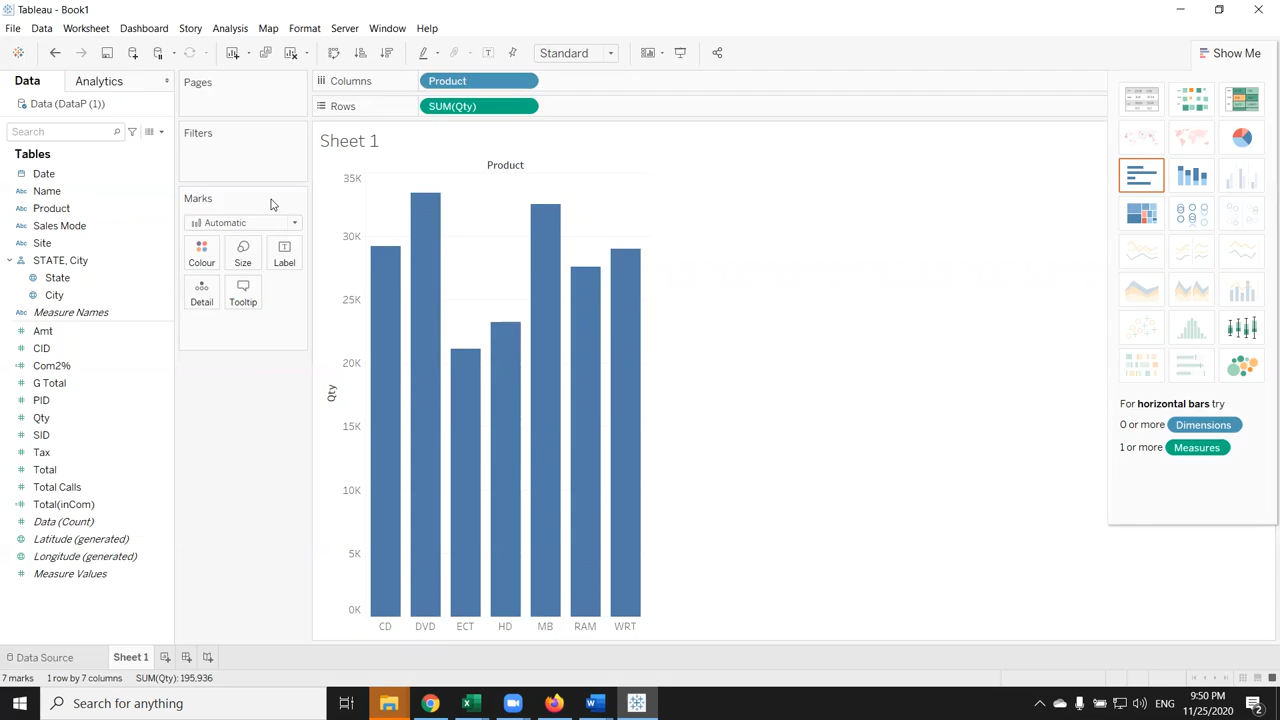 Tableau - Book1
File Data Worksheet Dashboard Story Analysis Map Format Server Window Help
Standard
Show Me
Data Analytics
Data (DataP (1))
Search
Tables
Date
Abc Name
Abc Product
Abc Sales Mode
Abc Site
STATE, City
State
City
Abc Measure Names
# Amt
# CID
# Com2%
# G Total
# PID
# Qty
# SID
# Tax
# Total
# Total Calls
# Total(inCom)
# Data (Count)
Latitude (generated)
Longitude (generated)
# Measure Values
Pages
Filters
Marks
Automatic
Colour Size Label
Detail Tooltip
Columns Product
Rows SUM(Qty)
Sheet 1
Product
35K
30K
25K
20K
15K
10K
5K
0K
Qty
CD DVD ECT HD MB RAM WRT
For horizontal bars try
0 or more Dimensions
1 or more Measures
Data Source Sheet 1
7 marks 1 row by 7 columns SUM(Qty): 195.936
Search for anything
ENG
9:50 PM
11/25/2020
2